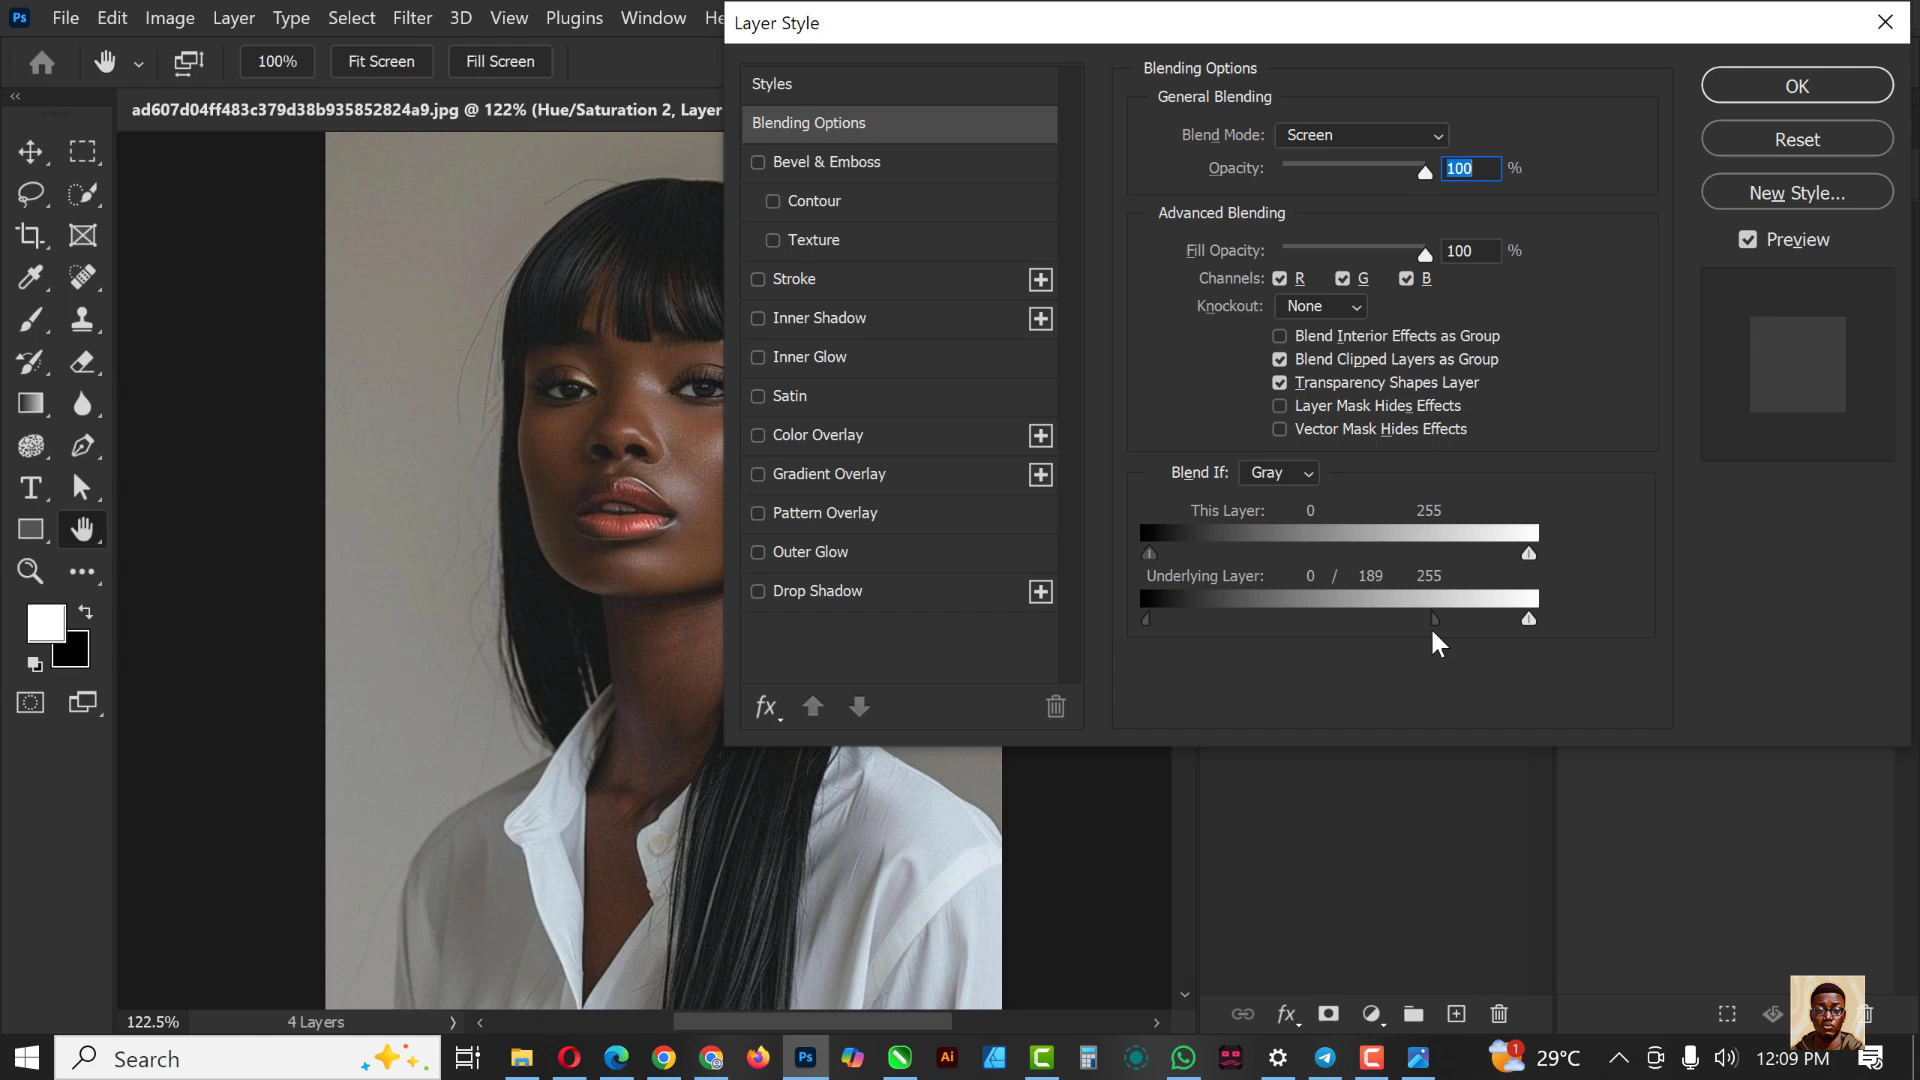 Ps File Edit Image Layer Type Select Filter 3D View Plugins Window He
Layer Style
100% Fit Screen Fill Screen
ad607d04ff483c379d38b935852824a9.jpg @ 122% (Hue/Saturation 2, Layer
Styles
Blending Options
Bevel & Emboss
Contour
Texture
Stroke
Inner Shadow
Inner Glow
Satin
Color Overlay
Gradient Overlay
Pattern Overlay
Outer Glow
Drop Shadow
fx
Blending Options
General Blending
Blend Mode: Screen
Opacity: 100 %
Advanced Blending
Fill Opacity: 100 %
Channels: R G B
Knockout: None
Blend Interior Effects as Group
Blend Clipped Layers as Group
Transparency Shapes Layer
Layer Mask Hides Effects
Vector Mask Hides Effects
Blend If: Gray
This Layer: 0 255
Underlying Layer: 0 / 189 255
OK
Reset
New Style...
Preview
122.5% 4 Layers
fx
Search
Ps
Ai
1
29°C
12:09 PM